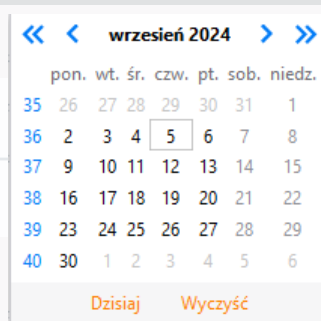 « ‹ wrzesień 2024 › »
pon. wt. śr. czw. pt. sob. niedz.
35 26 27 28 29 30 31 1
36 2 3 4 5 6 7 8
37 9 10 11 12 13 14 15
38 16 17 18 19 20 21 22
39 23 24 25 26 27 28 29
40 30 1 2 3 4 5 6
Dzisiaj Wyczyść